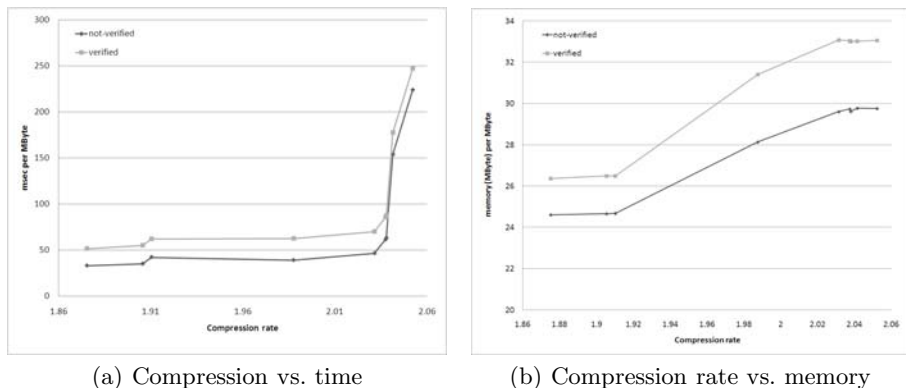 300
250
200
150
100
50
0
not-verified
verified
msec per MByte
1.86 1.91 1.96 2.01 2.06
Compression rate
(a) Compression vs. time
34
32
30
28
26
24
22
20
not-verified
verified
memory (MByte) per MByte
1.86 1.88 1.9 1.92 1.94 1.96 1.98 2 2.02 2.04 2.06
Compression rate
(b) Compression rate vs. memory